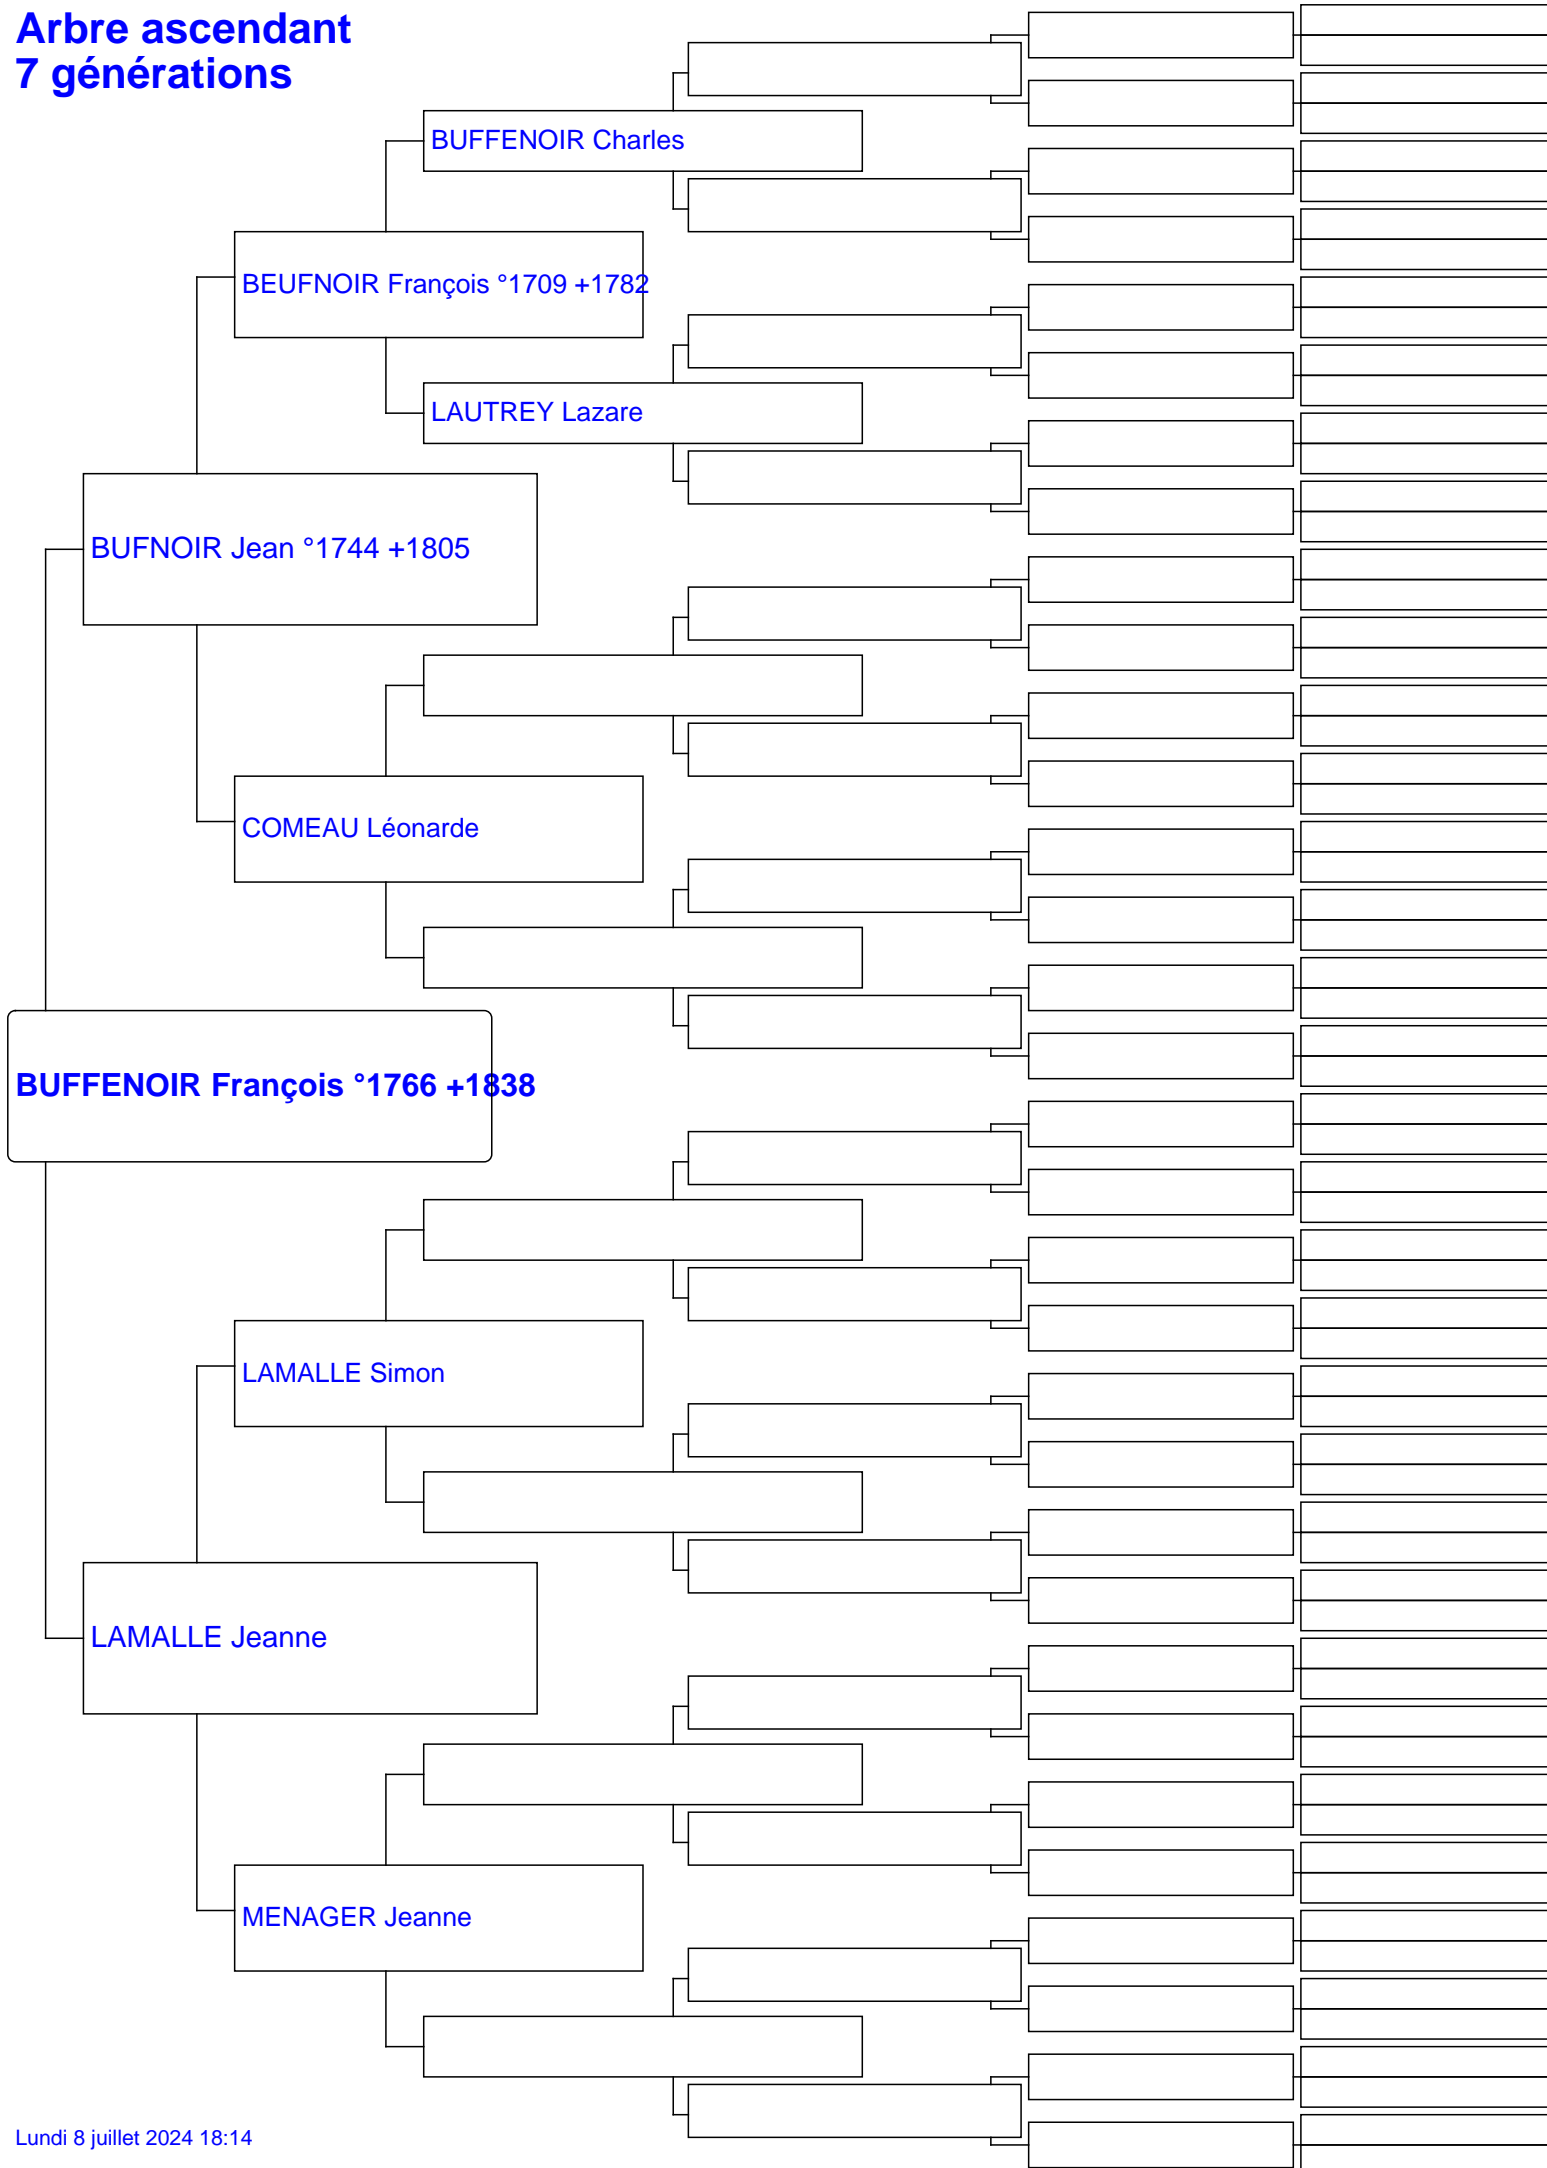 Arbre ascendant
7 générations
BUFFENOIR Charles
BEUFNOIR François °1709 +1782
LAUTREY Lazare
BUFNOIR Jean °1744 +1805
COMEAU Léonarde
BUFFENOIR François °1766 +1838
LAMALLE Simon
LAMALLE Jeanne
MENAGER Jeanne
Lundi 8 juillet 2024 18:14